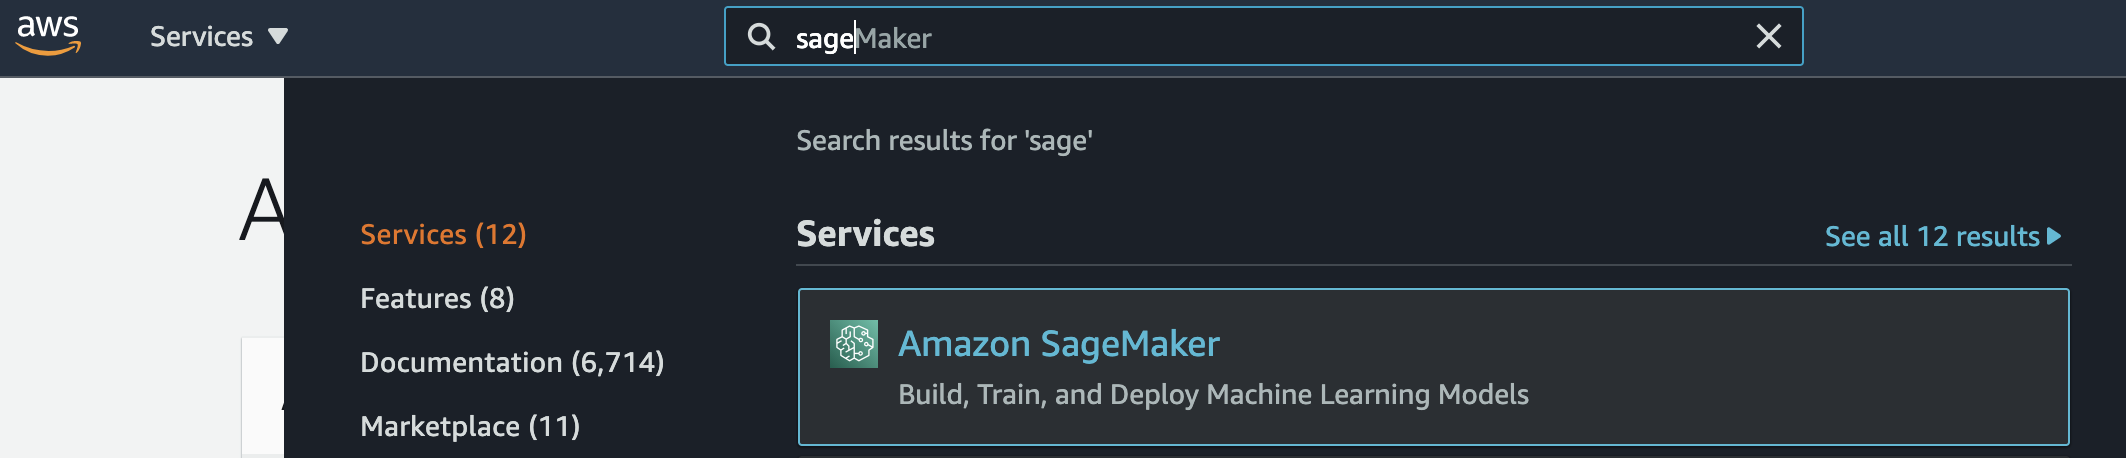 aws
Services
sageMaker
Search results for 'sage'
Services (12)
Features (8)
Documentation (6,714)
Marketplace (11)
Services
See all 12 results
Amazon SageMaker
Build, Train, and Deploy Machine Learning Models
A